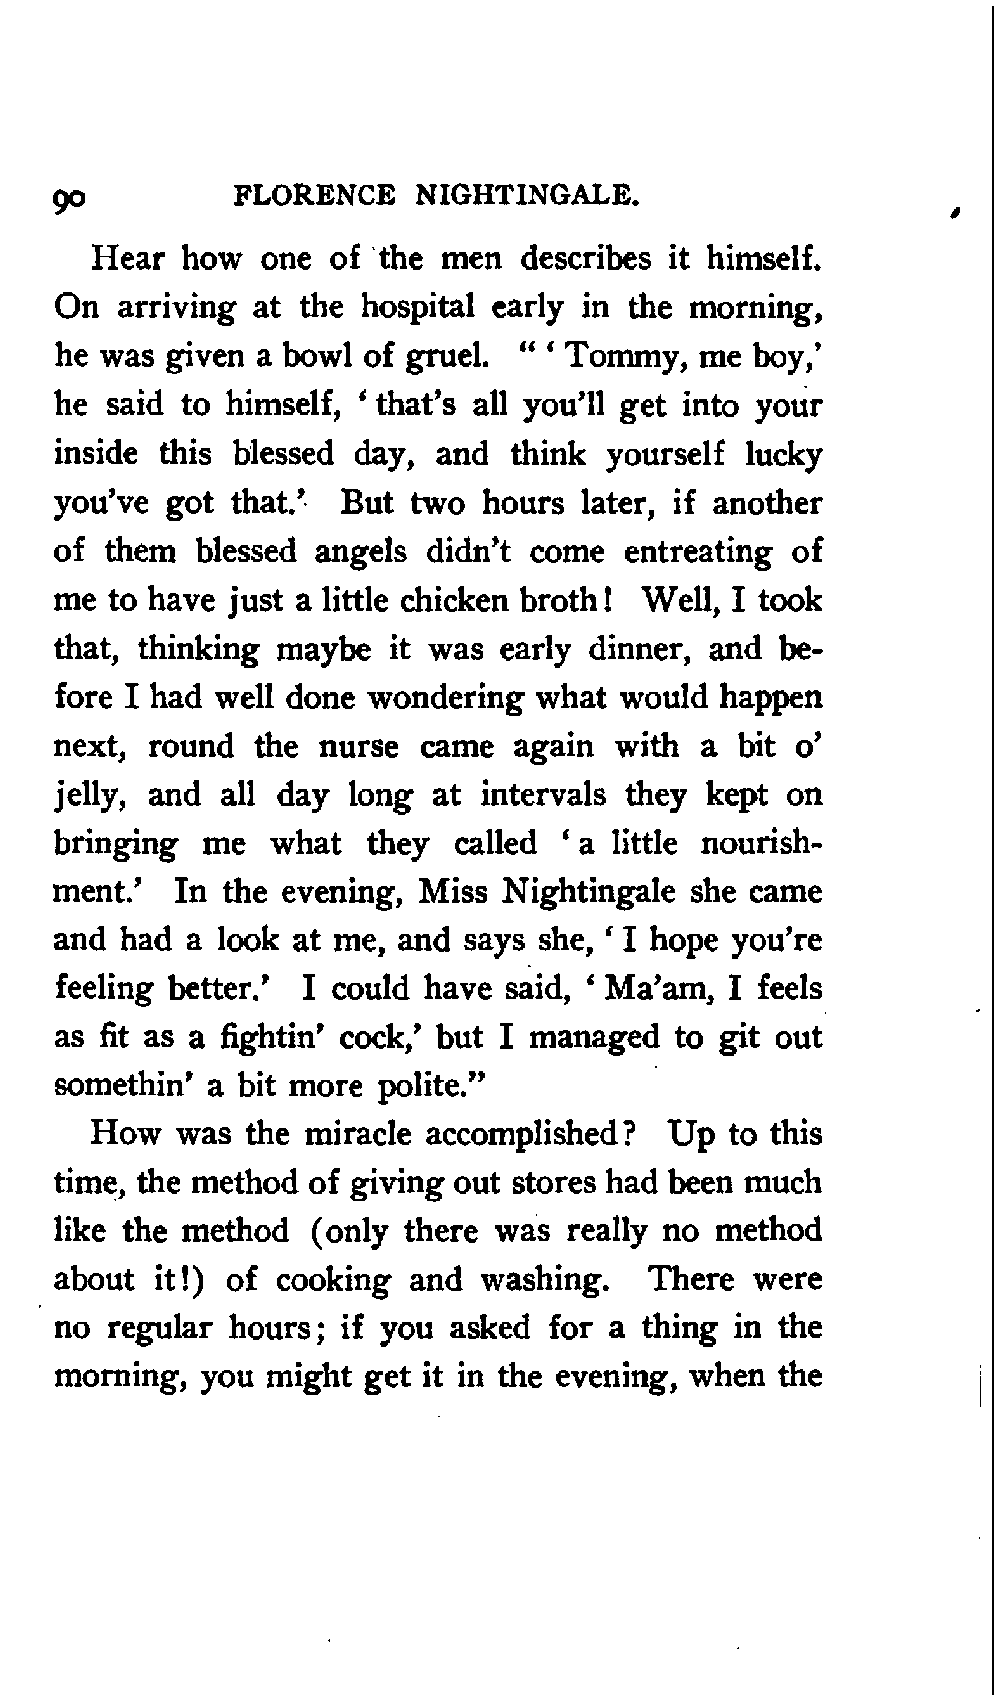 90 FLORENCE NIGHTINGALE.
Hear how one of the men describes it himself.
On arriving at the hospital early in the morning,
he was given a bowl of gruel. “ ‘ Tommy, me boy,’
he said to himself, ‘ that’s all you’ll get into your
inside this blessed day, and think yourself lucky
you’ve got that.’ But two hours later, if another
of them blessed angels didn’t come entreating of
me to have just a little chicken broth! Well, I took
that, thinking maybe it was early dinner, and be-
fore I had well done wondering what would happen
next, round the nurse came again with a bit o’
jelly, and all day long at intervals they kept on
bringing me what they called ‘ a little nourish-
ment.’ In the evening, Miss Nightingale she came
and had a look at me, and says she, ‘ I hope you’re
feeling better.’ I could have said, ‘ Ma’am, I feels
as fit as a fightin’ cock,’ but I managed to git out
somethin’ a bit more polite.”
How was the miracle accomplished? Up to this
time, the method of giving out stores had been much
like the method (only there was really no method
about it!) of cooking and washing. There were
no regular hours; if you asked for a thing in the
morning, you might get it in the evening, when the